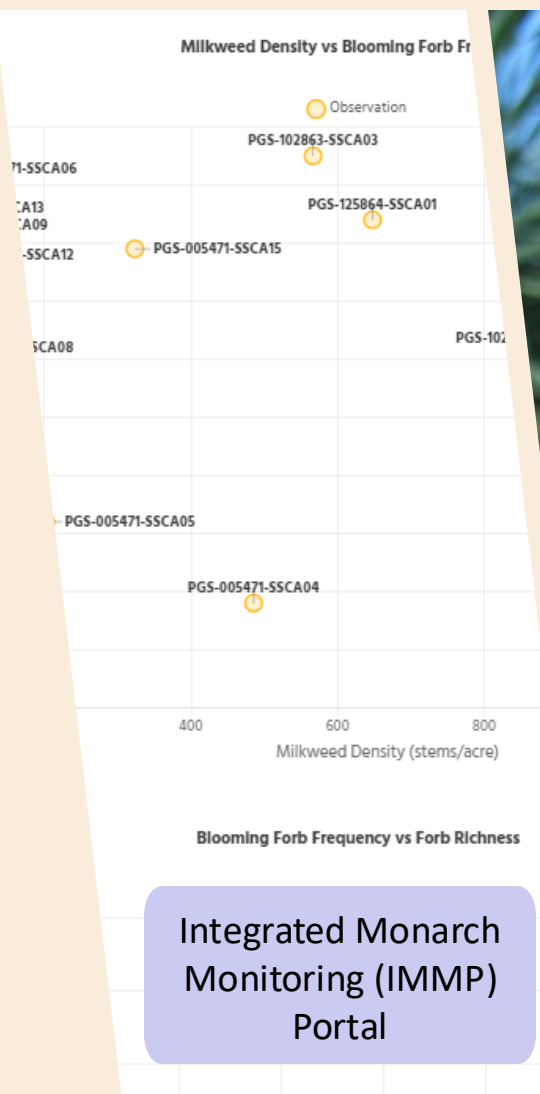 Milkweed Density vs Blooming Forb Fr
Observation
PGS-102863-SSCA03
71-SSCA06
PGS-125864-SSCA01
CA13
CA09
-SSCA12
PGS-005471-SSCA15
PGS-102
SCA08
PGS-005471-SSCA05
PGS-005471-SSCA04
400 600 800
Milkweed Density (stems/acre)
Blooming Forb Frequency vs Forb Richness
Integrated Monarch
Monitoring (IMMP)
Portal